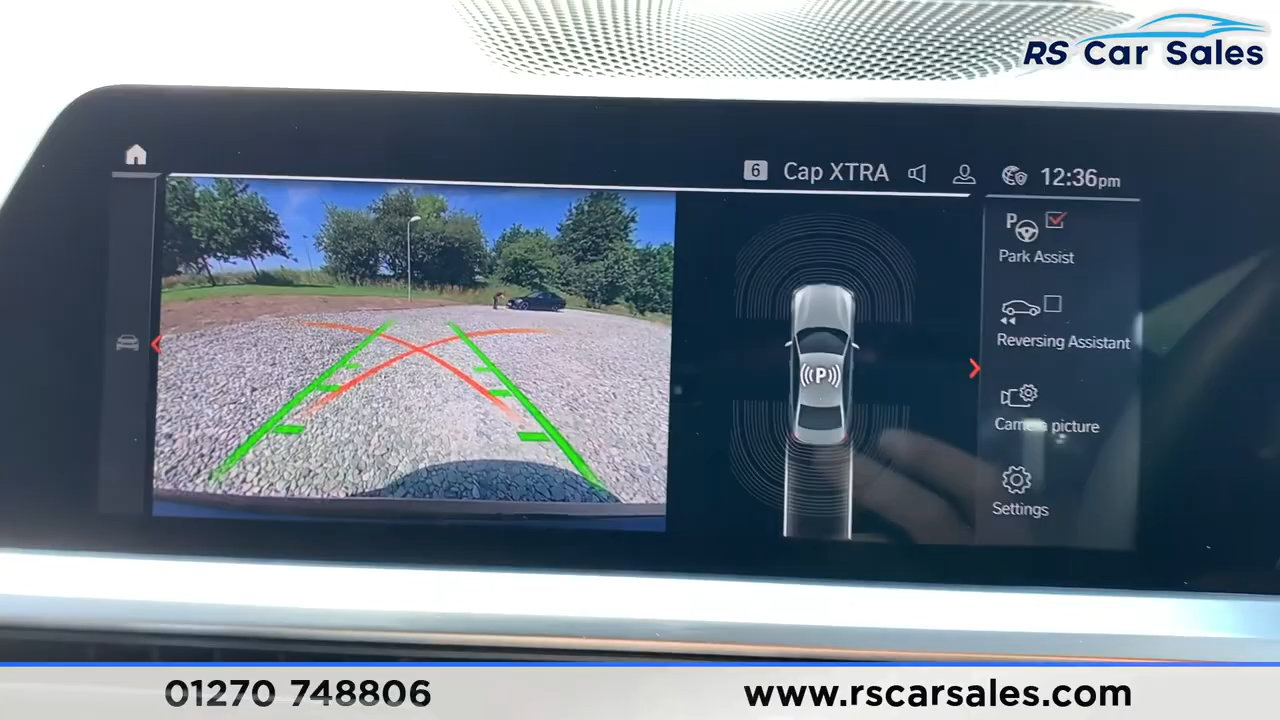 RS Car Sales
6 Cap XTRA 12:36pm
P
Park Assist
Reversing Assistant
Camera picture
Settings
P
01270 748806
www.rscarsales.com